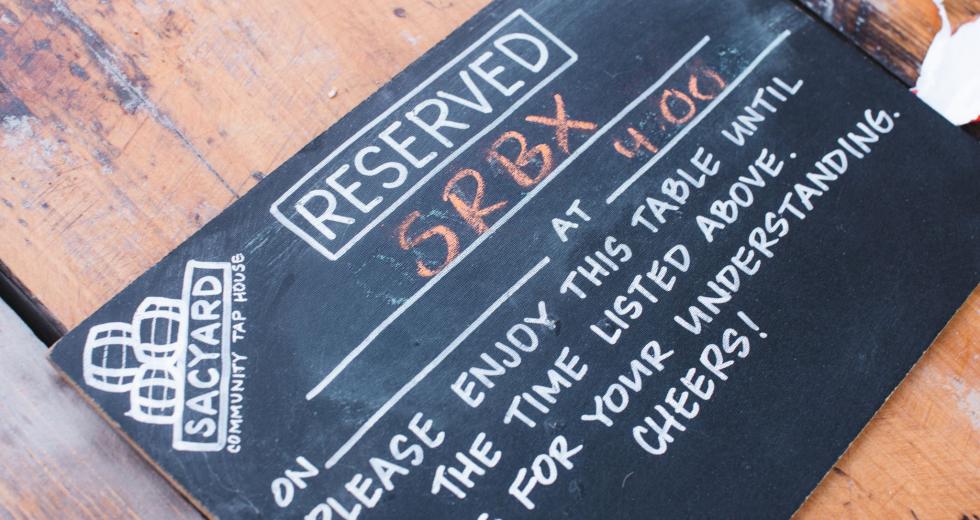 RESERVED
SRBX
4:00
ON AT
PLEASE ENJOY THIS TABLE UNTIL
THE TIME LISTED ABOVE.
FOR YOUR UNDERSTANDING.
CHEERS!
SACYARD
COMMUNITY TAP HOUSE